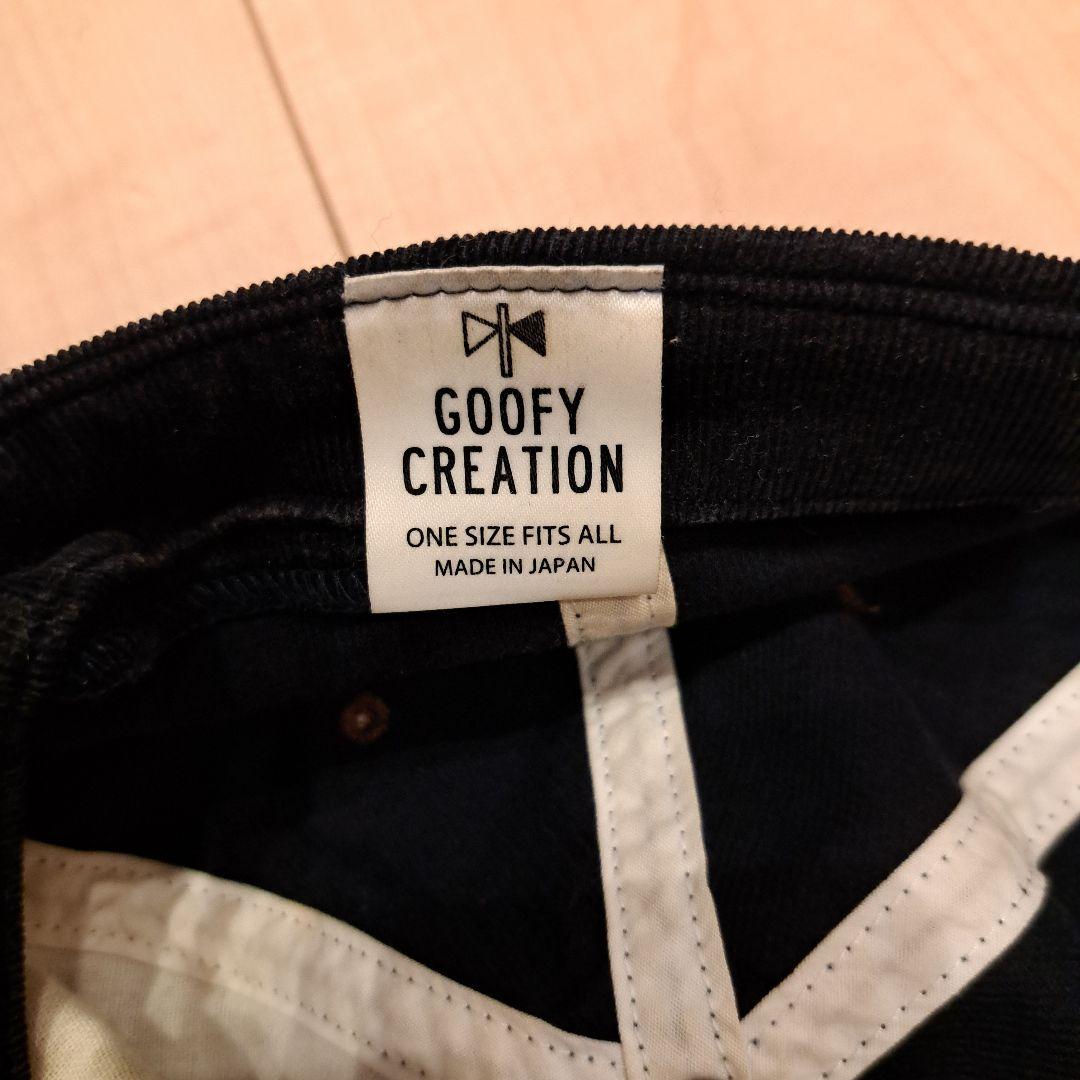 GOOFY
CREATION
ONE SIZE FITS ALL
MADE IN JAPAN